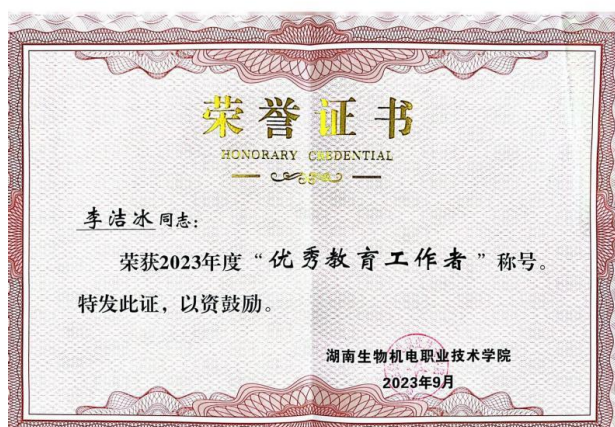 荣誉证书
HONORARY CREDENTIAL
李洁冰同志：
荣获2023年度“优秀教育工作者”称号。
特发此证，以资鼓励。
湖南生物机电职业技术学院
2023年9月